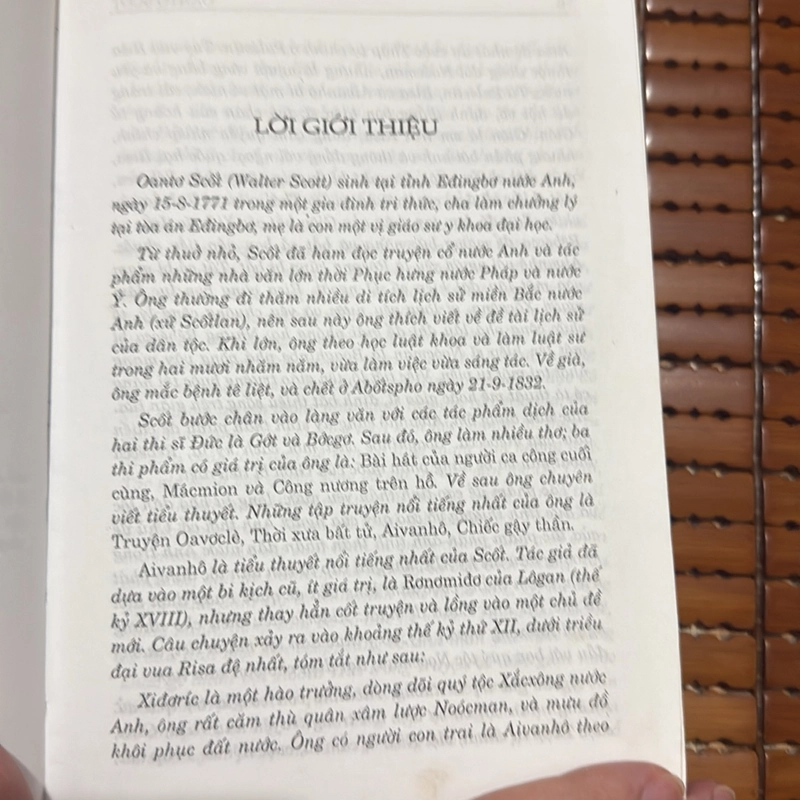 LỜI GIỚI THIỆU
Oantơ Scốt (Walter Scott) sinh tại tỉnh Eđingbơ nước Anh,
ngày 15-8-1771 trong một gia đình trí thức, cha làm chưởng lý
tại tòa án Eđingbơ, mẹ là con một vị giáo sư y khoa đại học.
Từ thuở nhỏ, Scốt đã ham đọc truyện cổ nước Anh và tác
phẩm những nhà văn lớn thời Phục hưng nước Pháp và nước
Ý. Ông thường đi thăm nhiều di tích lịch sử miền Bắc nước
Anh (xứ Scốtlan), nên sau này ông thích viết về đề tài lịch sử
của dân tộc. Khi lớn, ông theo học luật khoa và làm luật sư
trong hai mươi nhăm năm, vừa làm việc vừa sáng tác. Về già,
ông mắc bệnh tê liệt, và chết ở Abốtspho ngày 21-9-1832.
Scốt bước chân vào làng văn với các tác phẩm dịch của
hai thi sĩ Đức là Gớt và Bớcgơ. Sau đó, ông làm nhiều thơ; ba
thi phẩm có giá trị của ông là: Bài hát của người ca công cuối
cùng, Mácmion và Công nương trên hồ. Về sau ông chuyên
viết tiểu thuyết. Những tập truyện nổi tiếng nhất của ông là
Truyện Oavơclò, Thời xưa bất tử, Aivanhô, Chiếc gậy thần.
Aivanhô là tiểu thuyết nổi tiếng nhất của Scốt. Tác giả đã
dựa vào một bi kịch cũ, ít giá trị, là Rơnơmidơ của Lôgan (thế
kỷ XVIII), nhưng thay hẳn cốt truyện và lồng vào một chủ đề
mới. Câu chuyện xảy ra vào khoảng thế kỷ thứ XII, dưới triều
đại vua Risa đệ nhất, tóm tắt như sau:
Xiđơríc là một hào trưởng, dòng dõi quý tộc Xắcxông nước
Anh, ông rất căm thù quân xâm lược Noócman, và mưu đồ
khôi phục đất nước. Ông có người con trai là Aivanhô theo